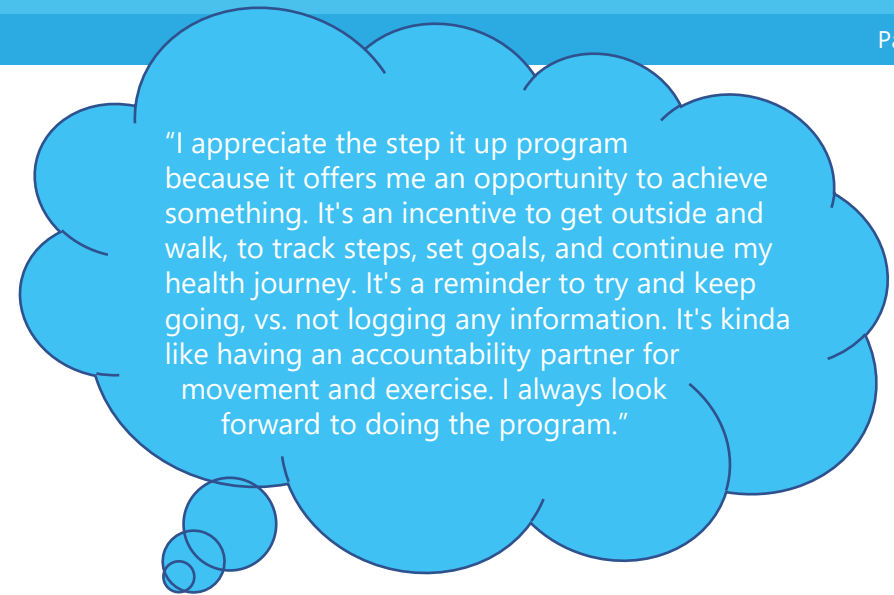 Pa
“I appreciate the step it up program
because it offers me an opportunity to achieve
something. It's an incentive to get outside and
walk, to track steps, set goals, and continue my
health journey. It's a reminder to try and keep
going, vs. not logging any information. It's kinda
like having an accountability partner for
movement and exercise. I always look
forward to doing the program.”